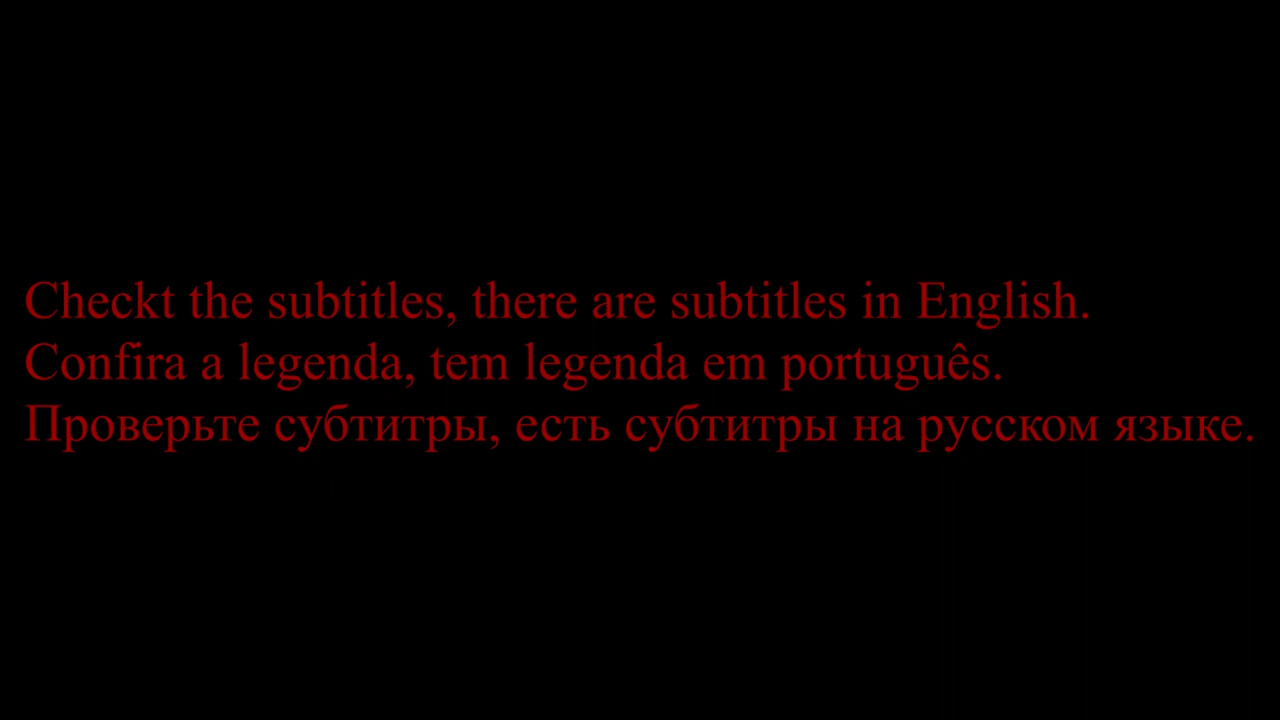 Checkt the subtitles, there are subtitles in English.
Confira a legenda, tem legenda em português.
Проверьте субтитры, есть субтитры на русском языке.